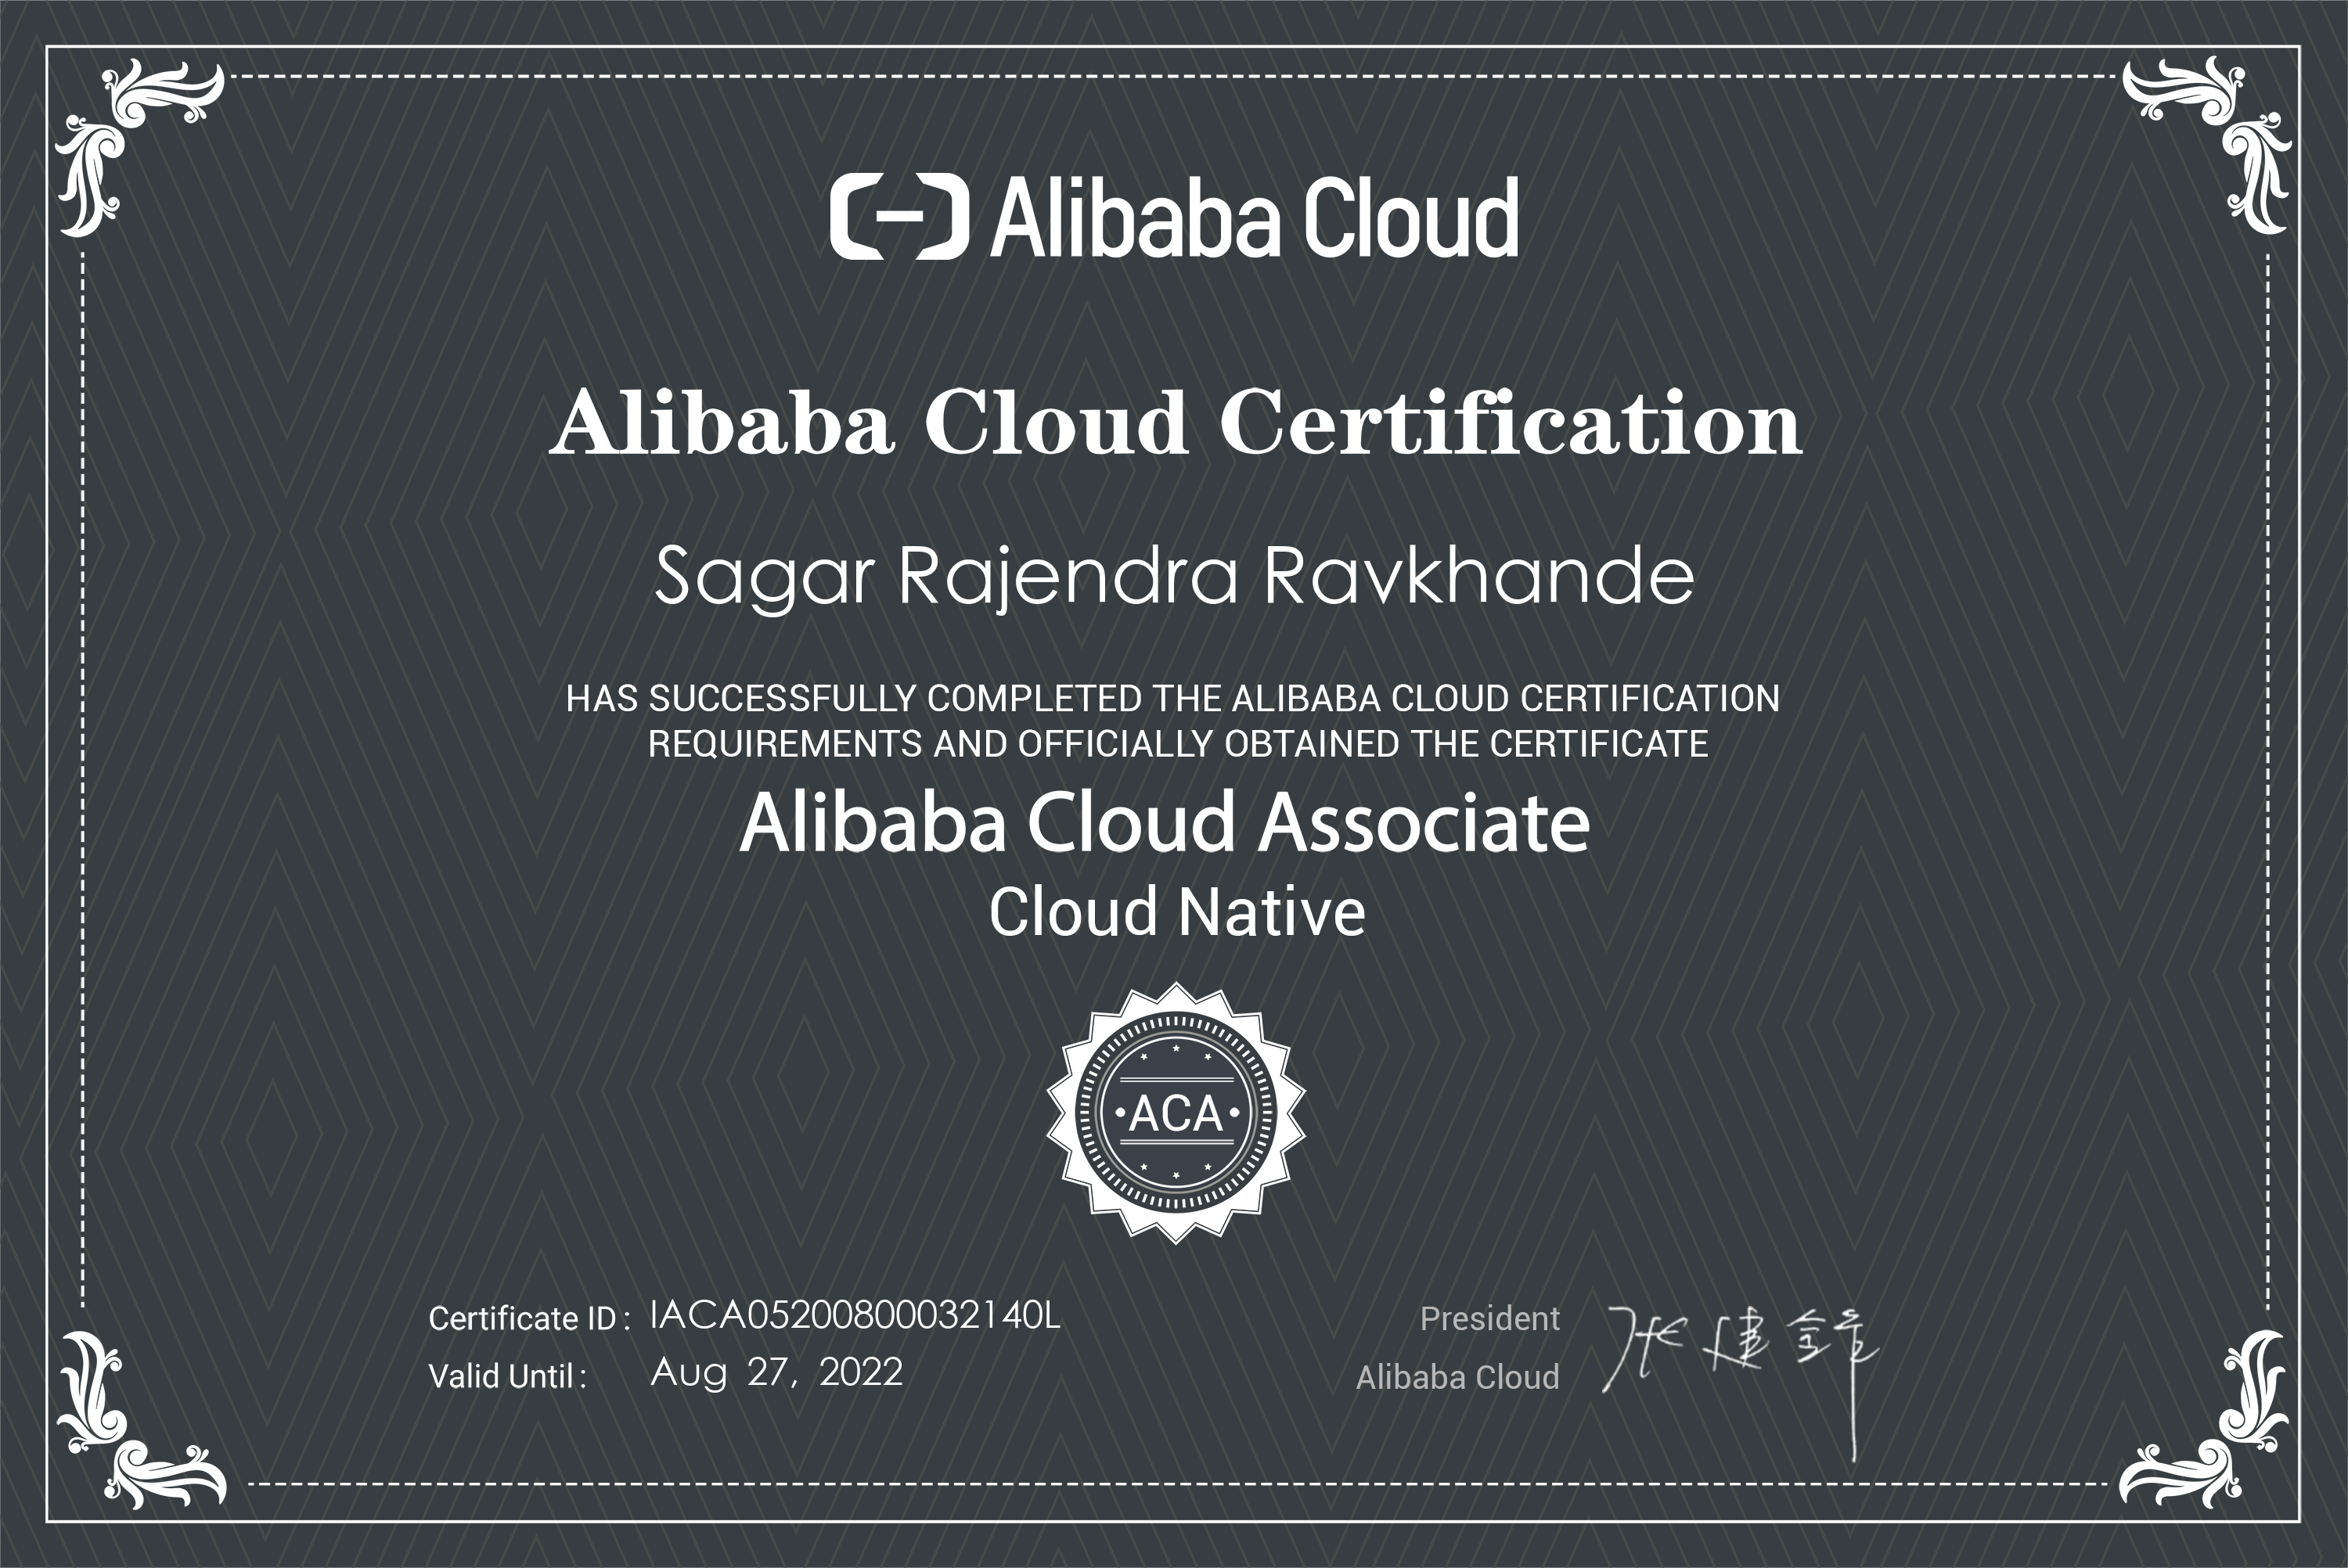 Alibaba Cloud
Alibaba Cloud Certification
Sagar Rajendra Ravkhande
HAS SUCCESSFULLY COMPLETED THE ALIBABA CLOUD CERTIFICATION
REQUIREMENTS AND OFFICIALLY OBTAINED THE CERTIFICATE
Alibaba Cloud Associate
Cloud Native
•ACA•
Certificate ID : IACA05200800032140L
Valid Until : Aug 27, 2022
President
Alibaba Cloud
张建锋